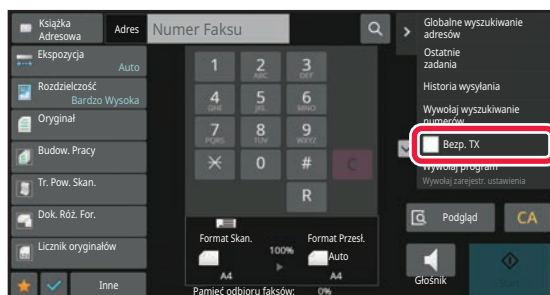 Książka
Adresowa
Adres
Numer Faksu
Ekspozycja
Auto
Rozdzielczość
Bardzo Wysoka
Oryginał
Budow. Pracy
Tr. Pow. Skan.
Dok. Róż. For.
Licznik oryginałów
Inne
1
2
ABC
3
DEF
4
GHI
5
JKL
6
MNO
7
PQRS
8
TUV
9
WXYZ
0
#
C
R
Format Skan.
100%
Format Przesł.
Auto
A4
A4
Pamięć odbioru faksów:
0%
Globalne wyszukiwanie
adresów
Ostatnie
zadania
Historia wysyłania
Wywołaj wyszukiwanie
numerów
Bezp. TX
Wywołaj program
Wywołaj zarejestr. ustawienia
Podgląd
CA
Głośnik
Start